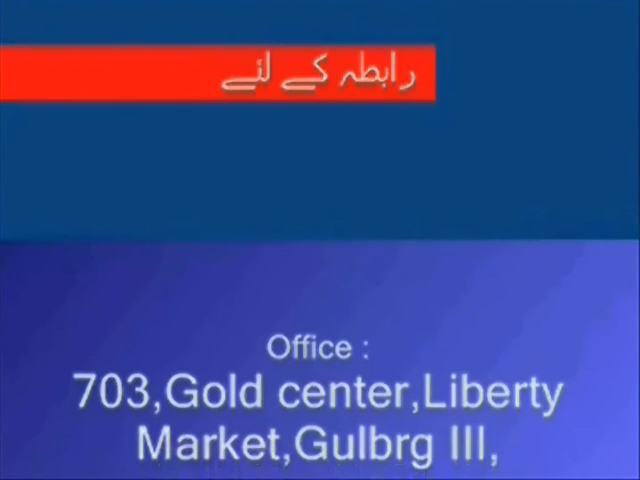 رابطہ کے لئے
Office :
703,Gold center,Liberty
Market,Gulbrg III,